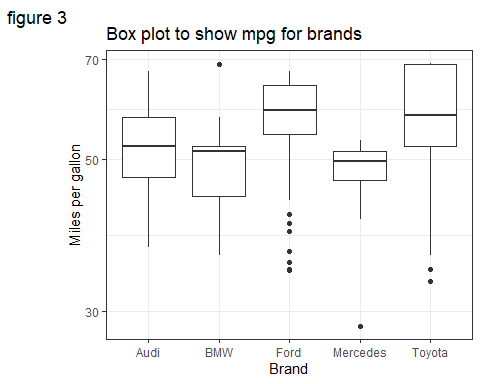 figure 3
Box plot to show mpg for brands
70
50
30
Miles per gallon
Audi BMW Ford Mercedes Toyota
Brand